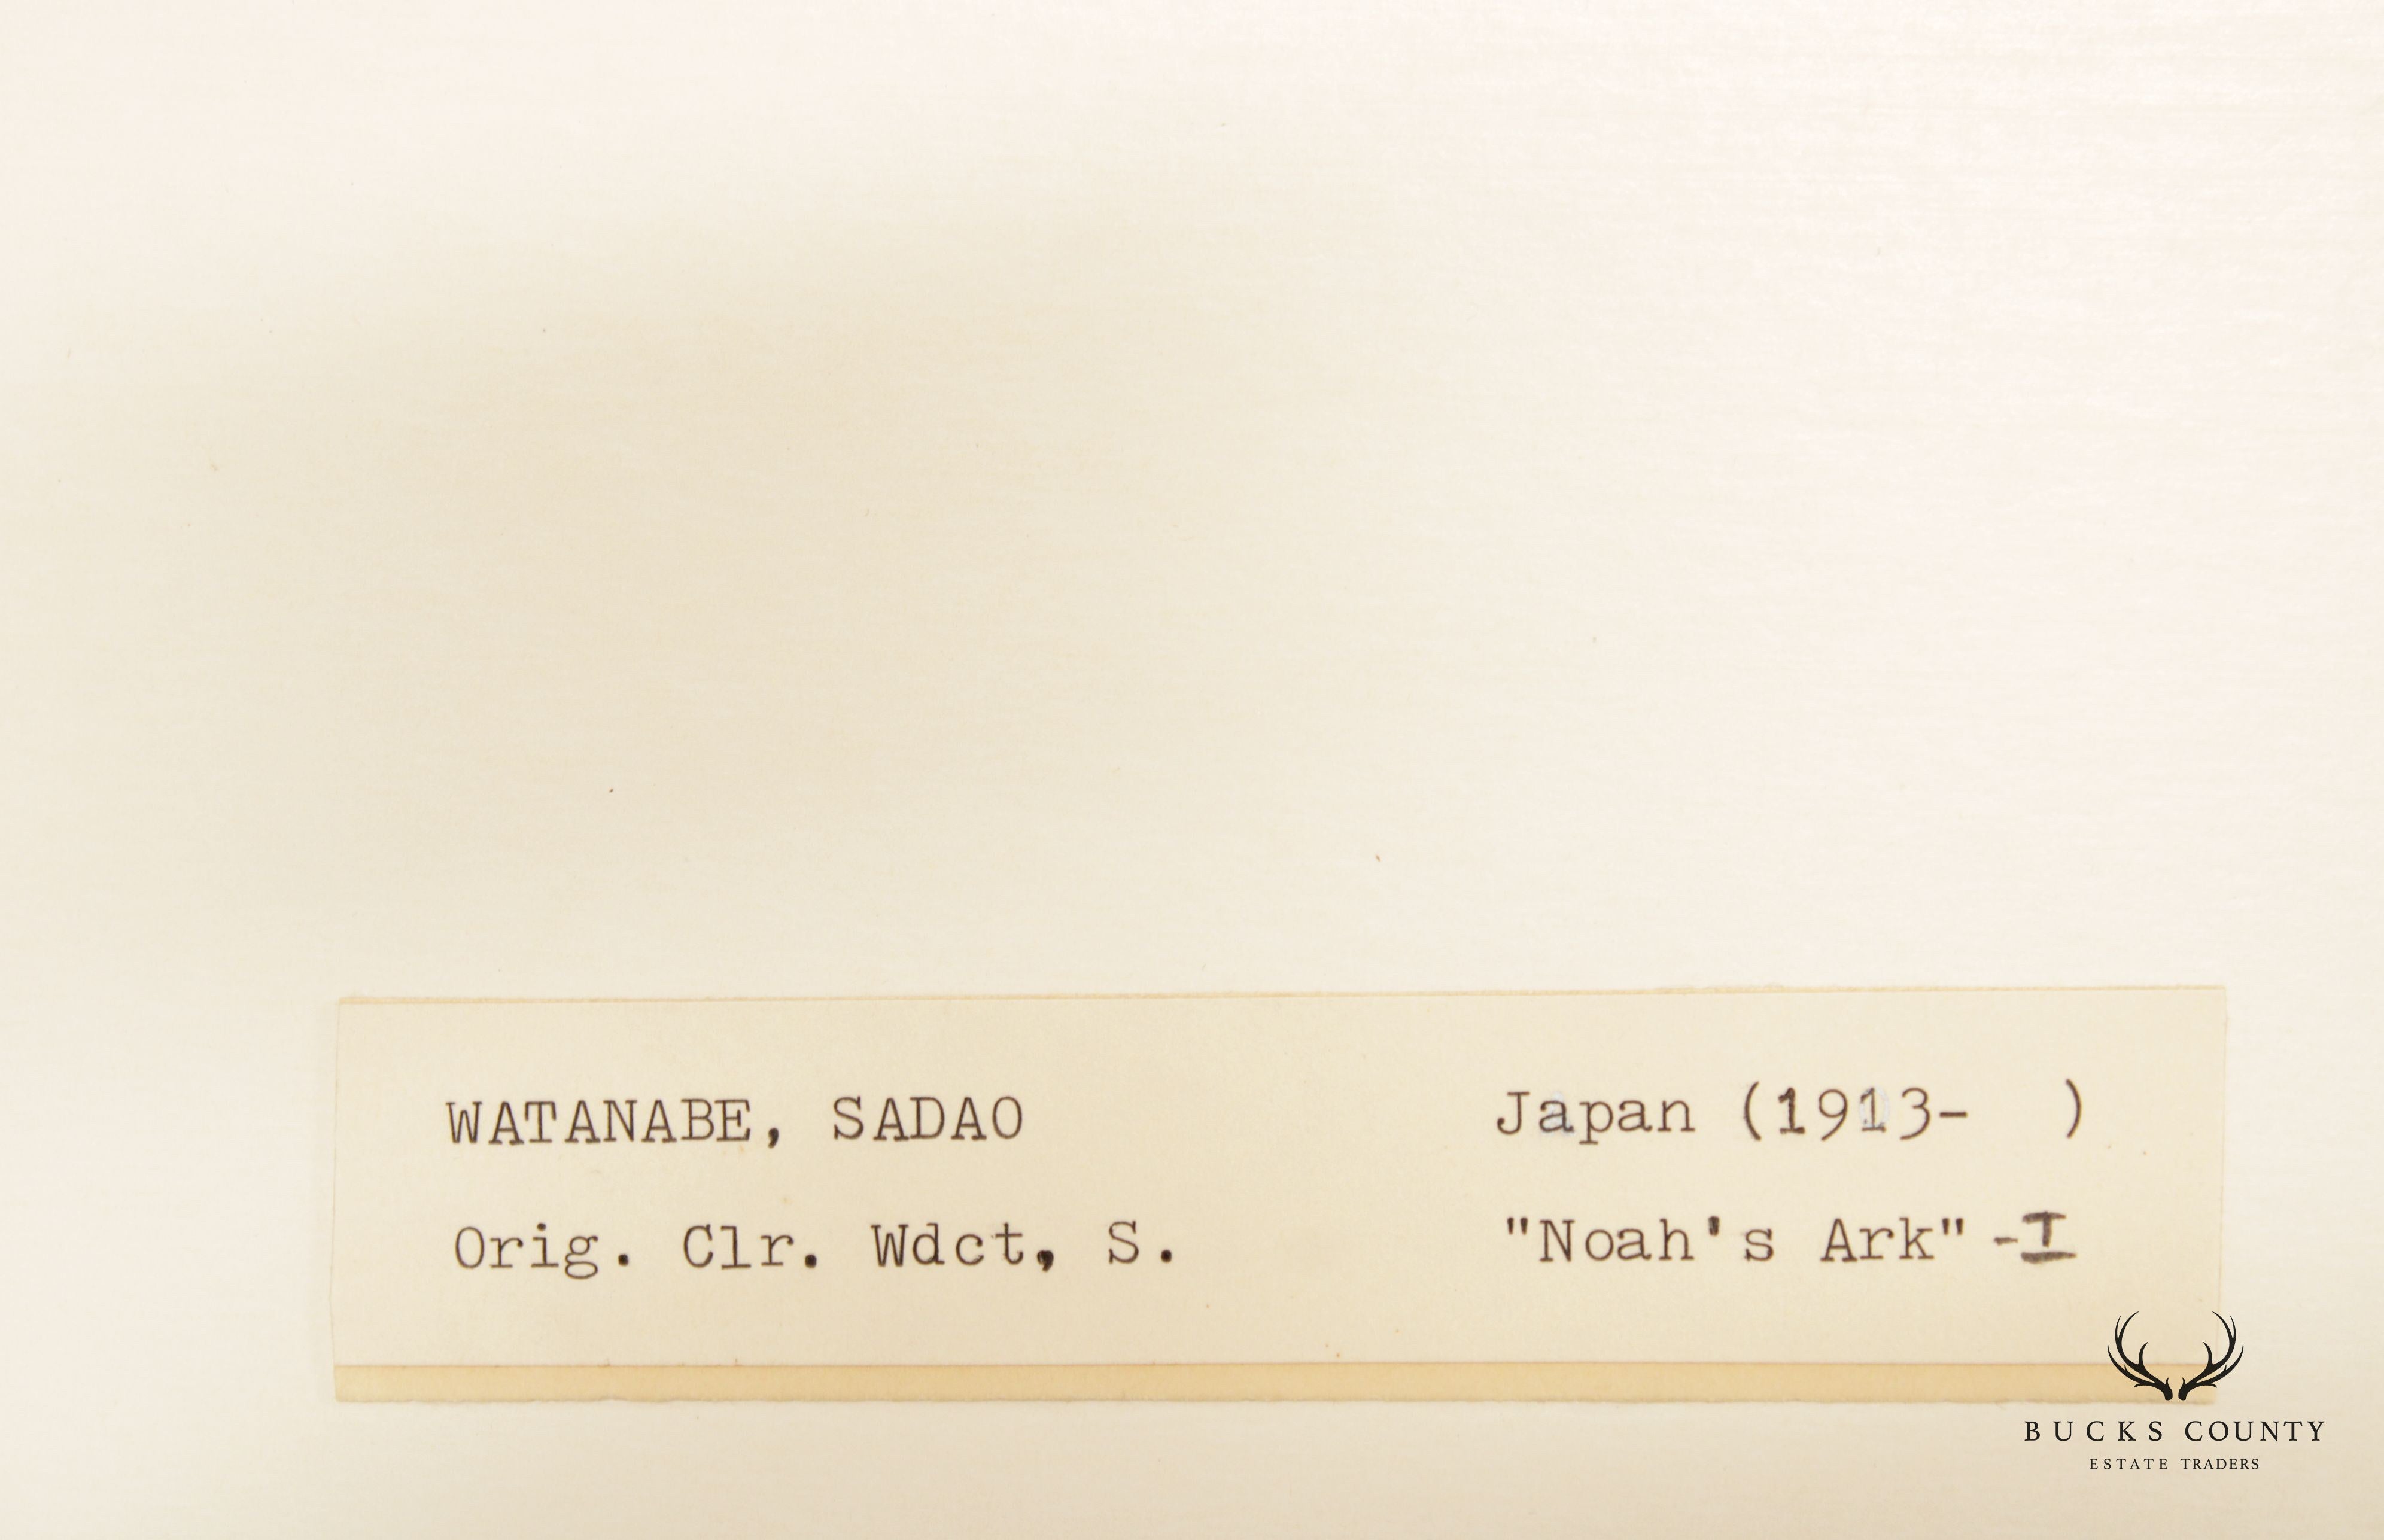 WATANABE, SADAO Japan (1913- )
Orig. Clr. Wdct, S. "Noah's Ark" -I
BUCKS COUNTY
ESTATE TRADERS